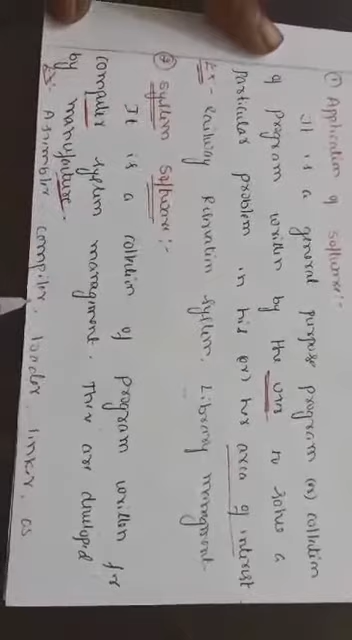 ① Application of software:-
It is a general purpose program (or) collection
of program written by the user to solve a
particular problem in his (or) her area of interest
Ex:- Railway Reservation system, Library management
② System Software:-
It is a collection of program written for
computer system management. This are developed
by manufacture.
Ex:- Assembler, compiler, loader, linker, os